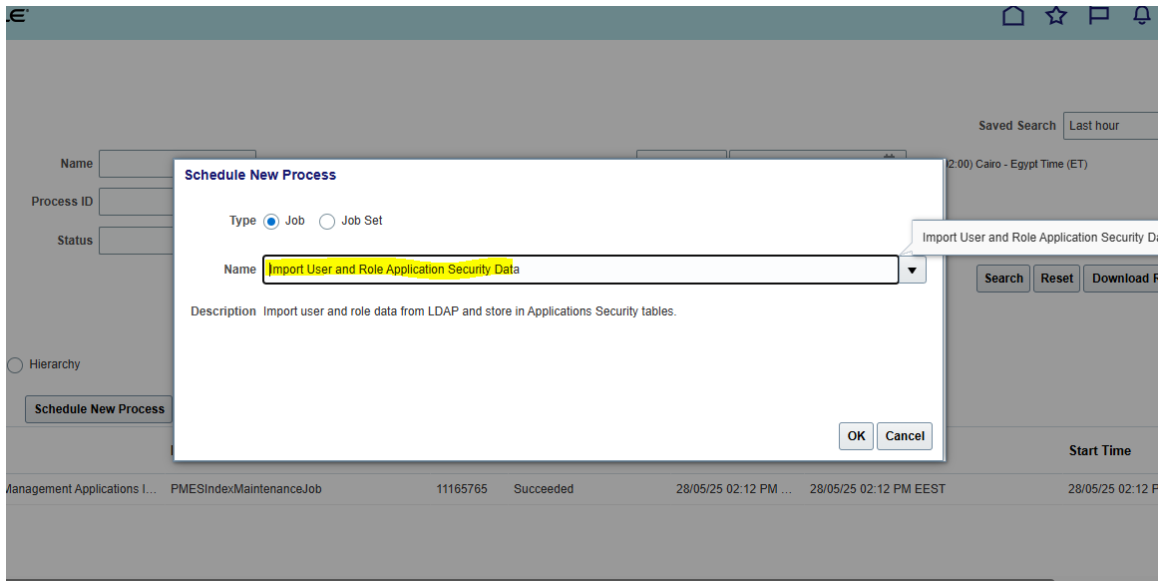 Saved Search Last hour
Name
2:00) Cairo - Egypt Time (ET)
Schedule New Process
Process ID
Type Job Job Set
Status
Import User and Role Application Security Da
Name Import User and Role Application Security Data
Search Reset Download R
Description Import user and role data from LDAP and store in Applications Security tables.
Hierarchy
Schedule New Process
OK Cancel
Start Time
Management Applications I... PMESIndexMaintenanceJob 11165765 Succeeded 28/05/25 02:12 PM ... 28/05/25 02:12 PM EEST 28/05/25 02:12 P